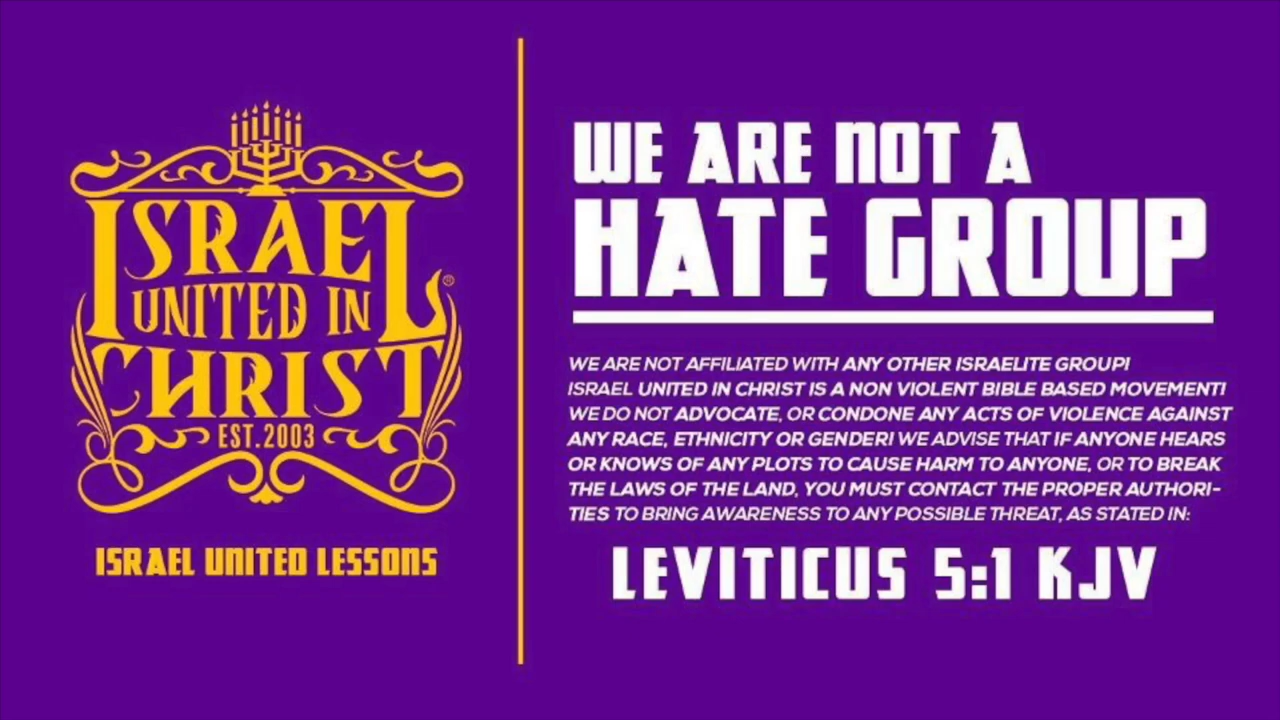 ISRAEL
UNITED IN
CHRIST®
EST.2003
ISRAEL UNITED LESSONS
WE ARE NOT A
HATE GROUP
WE ARE NOT AFFILIATED WITH ANY OTHER ISRAELITE GROUP!
ISRAEL UNITED IN CHRIST IS A NON VIOLENT BIBLE BASED MOVEMENT!
WE DO NOT ADVOCATE, OR CONDONE ANY ACTS OF VIOLENCE AGAINST
ANY RACE, ETHNICITY OR GENDER! WE ADVISE THAT IF ANYONE HEARS
OR KNOWS OF ANY PLOTS TO CAUSE HARM TO ANYONE, OR TO BREAK
THE LAWS OF THE LAND, YOU MUST CONTACT THE PROPER AUTHORI-
TIES TO BRING AWARENESS TO ANY POSSIBLE THREAT, AS STATED IN:
LEVITICUS 5:1 KJV